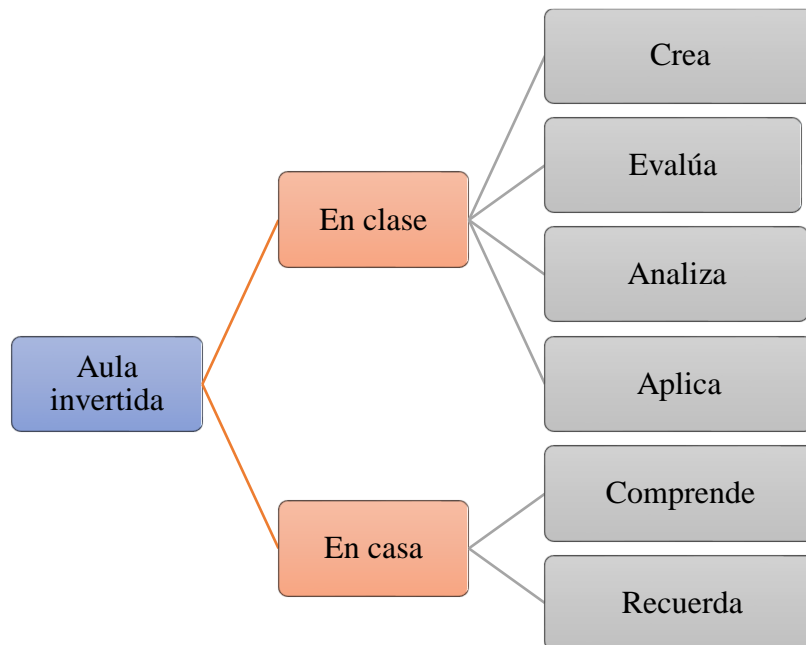 Aula
invertida
En clase
Crea
Evalúa
Analiza
Aplica
En casa
Comprende
Recuerda